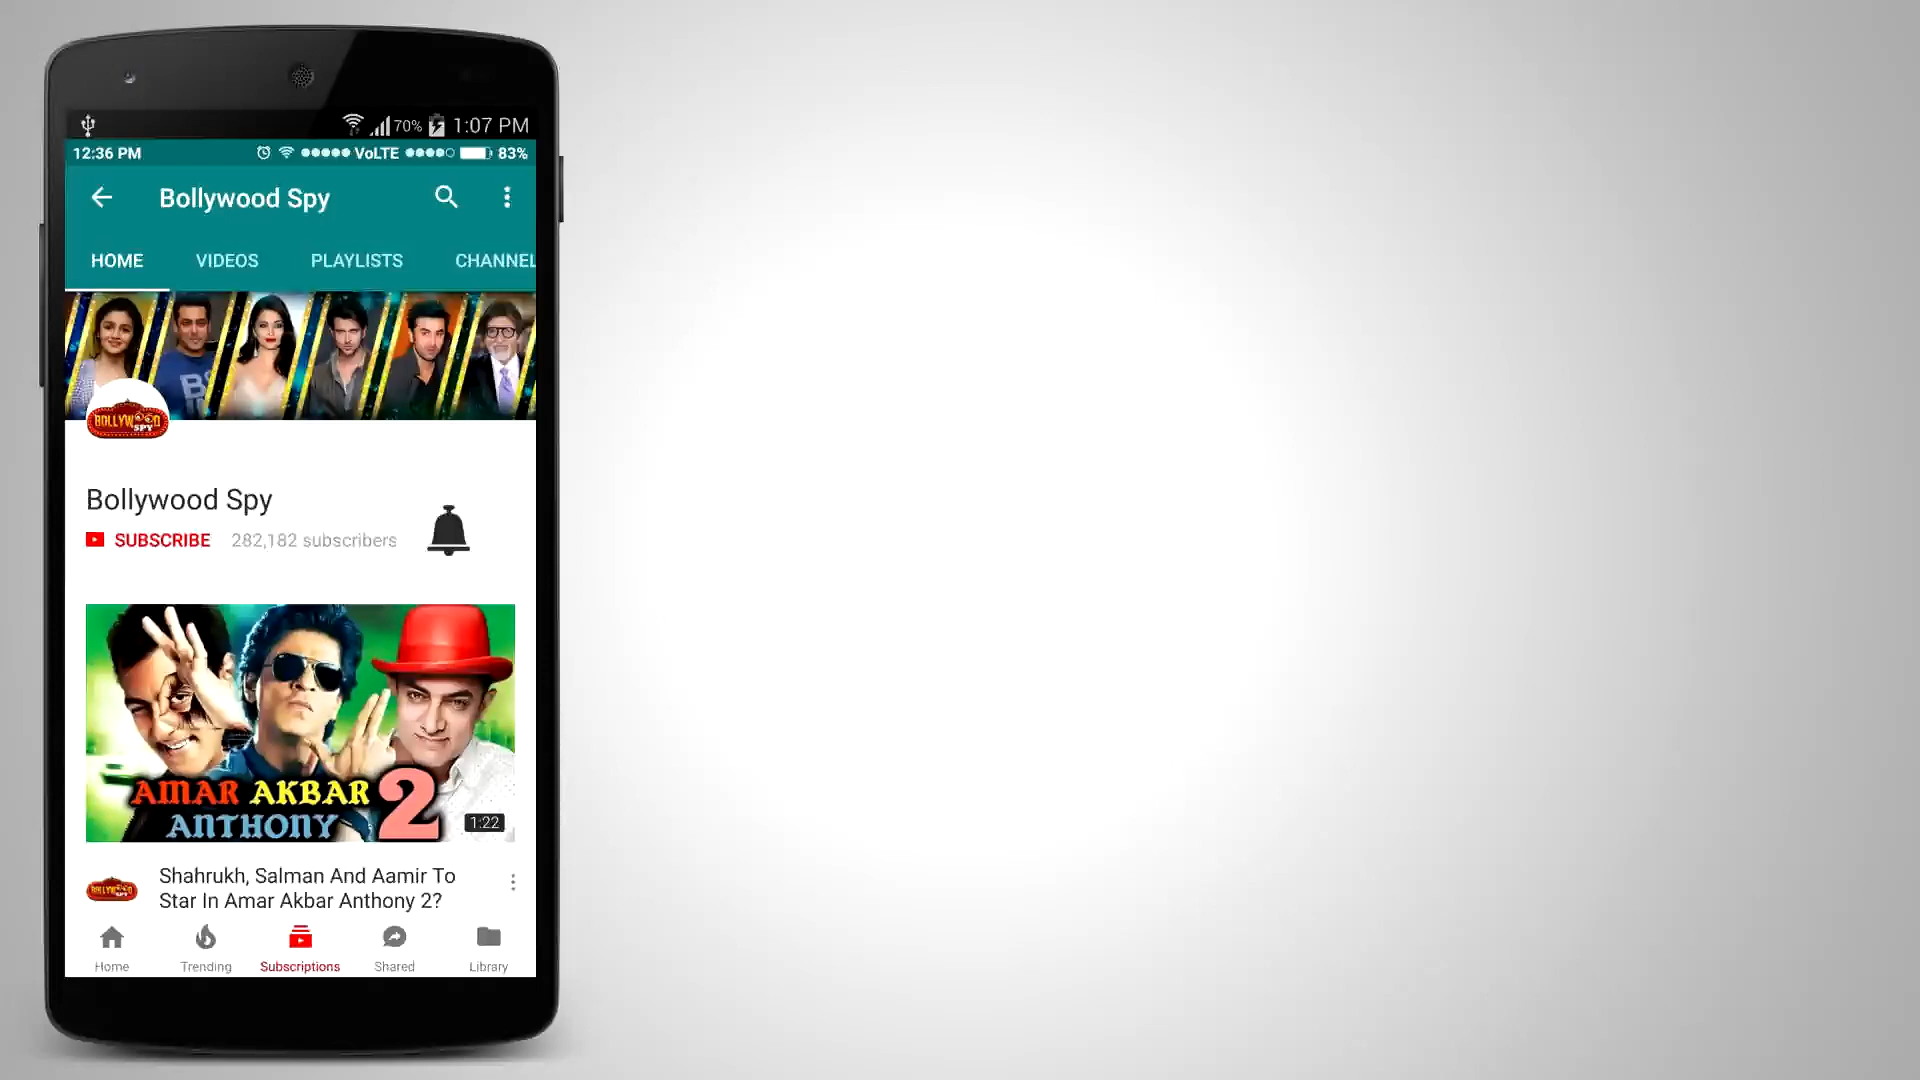 70% 1:07 PM
12:36 PM VoLTE 83%
Bollywood Spy
HOME VIDEOS PLAYLISTS CHANNEL
BOLLYWOOD
SPY
Bollywood Spy
SUBSCRIBE 282,182 subscribers
AMAR AKBAR
ANTHONY 2
1:22
BOLLYWOOD
SPY
Shahrukh, Salman And Aamir To
Star In Amar Akbar Anthony 2?
Home Trending Subscriptions Shared Library